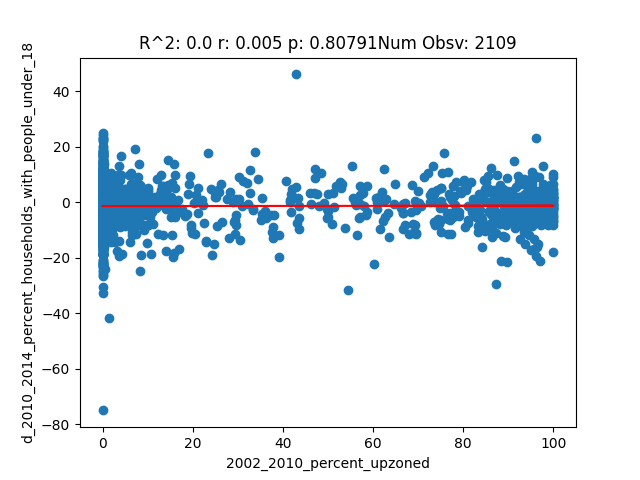 R^2: 0.0 r: 0.005 p: 0.80791Num Obsv: 2109
d_2010_2014_percent_households_with_people_under_18
40
20
0
−20
−40
−60
−80
0 20 40 60 80 100
2002_2010_percent_upzoned